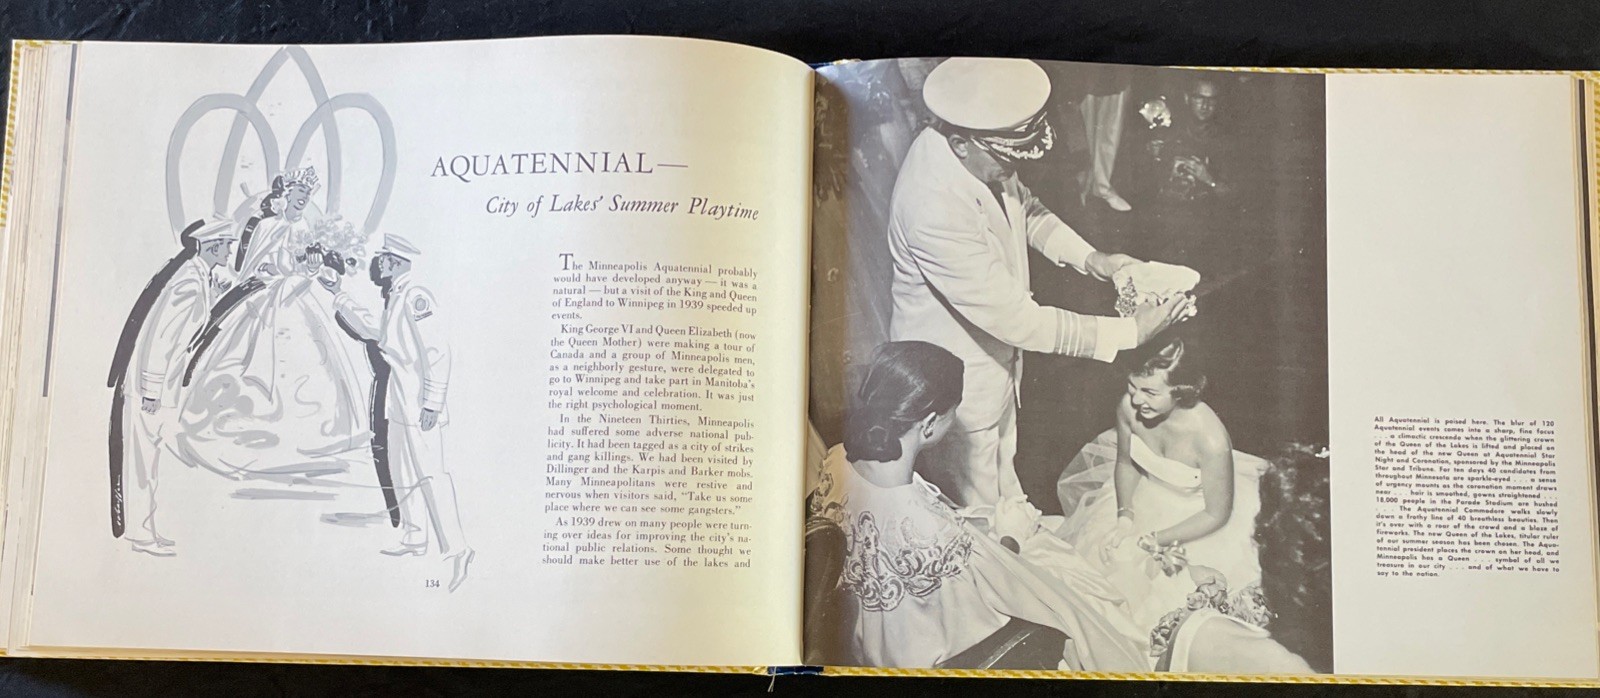 AQUATENNIAL—
City of Lakes' Summer Playtime
The Minneapolis Aquatennial probably
would have developed anyway — it was a
natural — but a visit of the King and Queen
of England to Winnipeg in 1939 speeded up
events.
King George VI and Queen Elizabeth (now
the Queen Mother) were making a tour of
Canada and a group of Minneapolis men,
as a neighborly gesture, were delegated to
go to Winnipeg and take part in Manitoba's
royal welcome and celebration. It was just
the right psychological moment.
In the Nineteen Thirties, Minneapolis
had suffered some adverse national pub-
licity. It had been tagged as a city of strikes
and gang killings. We had been visited by
Dillinger and the Karpis and Barker mobs.
Many Minneapolitans were restive and
nervous when visitors said, "Take us some
place where we can see some gangsters."
As 1939 drew on many people were turn-
ing over ideas for improving the city's na-
tional public relations. Some thought we
should make better use of the lakes and
134
All Aquatennial is poised here. The blur of 120
Aquatennial events comes into a sharp, fine focus
. . . a climactic crescendo when the glittering crown
of the Queen of the Lakes is lifted and placed on
the head of the new Queen at Aquatennial Star
Night and Coronation, sponsored by the Minneapolis
Star and Tribune. For ten days 40 candidates from
throughout Minnesota are sparkle-eyed . . . a sense
of urgency mounts as the coronation moment draws
near . . . hair is smoothed, gowns straightened . . .
18,000 people in the Parade Stadium are hushed
. . . The Aquatennial Commodore walks slowly
down a frothy line of 40 breathless beauties. Then
it's over with a roar of the crowd and a blaze of
fireworks. The new Queen of the Lakes, titular ruler
of our summer season has been chosen. The Aqua-
tennial president places the crown on her head, and
Minneapolis has a Queen . . . symbol of all we
treasure in our city . . . and of what we have to
say to the nation.